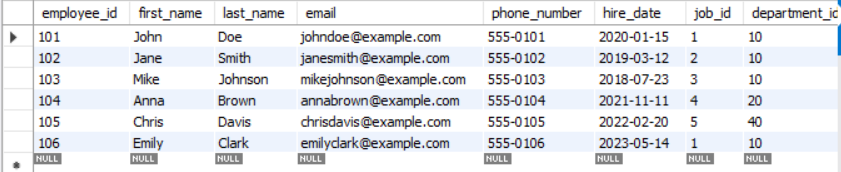 employee_id first_name last_name email phone_number hire_date job_id department_id
101 John Doe johndoe@example.com 555-0101 2020-01-15 1 10
102 Jane Smith janesmith@example.com 555-0102 2019-03-12 2 10
103 Mike Johnson mikejohnson@example.com 555-0103 2018-07-23 3 10
104 Anna Brown annabrown@example.com 555-0104 2021-11-11 4 20
105 Chris Davis chrisdavis@example.com 555-0105 2022-02-20 5 40
106 Emily Clark emilyclark@example.com 555-0106 2023-05-14 1 10
NULL NULL NULL NULL NULL NULL NULL NULL